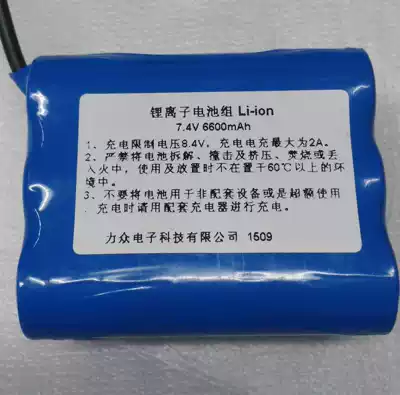 锂离子电池组 Li-ion
7.4V 6600mAh
1、充电限制电压8.4V，充电电充最大为2A。
2、严禁将电池拆解、撞击及挤压、焚烧或丢
入火中，使用及放置时不在置于60℃以上的环
境中。
3、不要将电池用于非配套设备或是超额使用
充电时请用配套充电器进行充电。
力众电子科技有限公司 1509